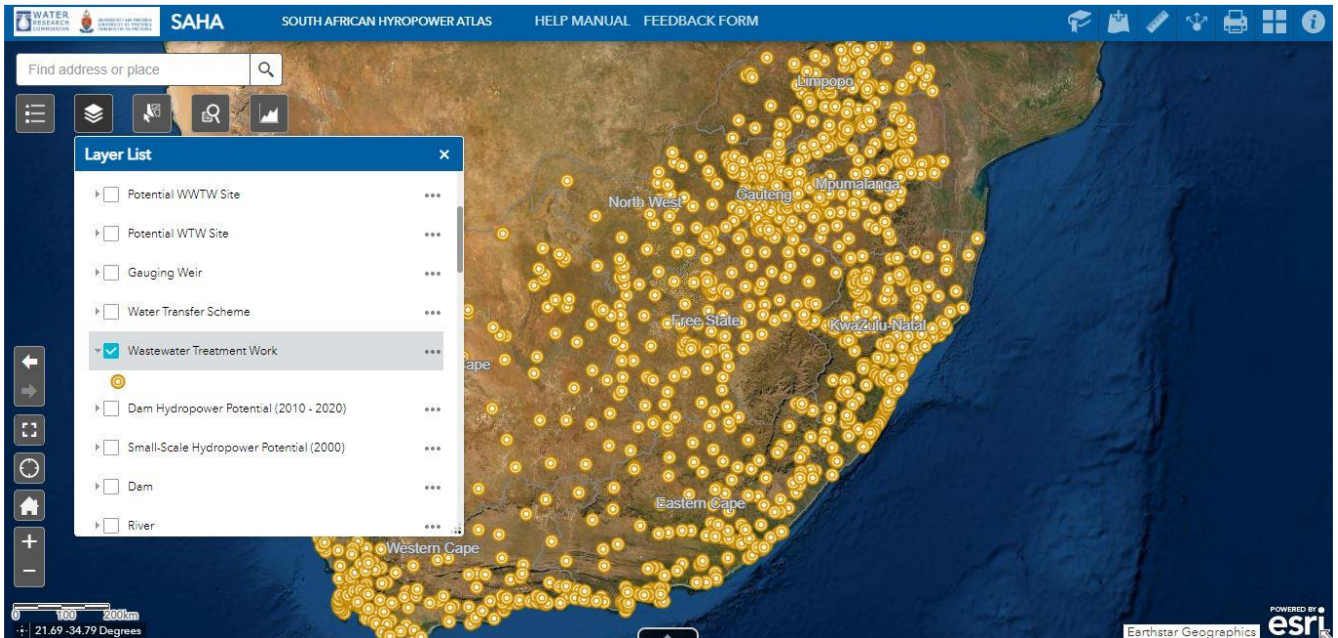 WATER
RESEARCH
COMMISSION
SAHA
SOUTH AFRICAN HYROPOWER ATLAS
HELP MANUAL
FEEDBACK FORM
Find address or place
Layer List
Potential WWTW Site
Potential WTW Site
Gauging Weir
Water Transfer Scheme
Wastewater Treatment Work
Dam Hydropower Potential (2010 - 2020)
Small-Scale Hydropower Potential (2000)
Dam
River
Limpopo
Mpumalanga
Gauteng
North West
Free State
KwaZulu-Natal
ape
Eastern Cape
Western Cape
0 100 200km
21.69 -34.79 Degrees
Earthstar Geographics
POWERED BY
esri